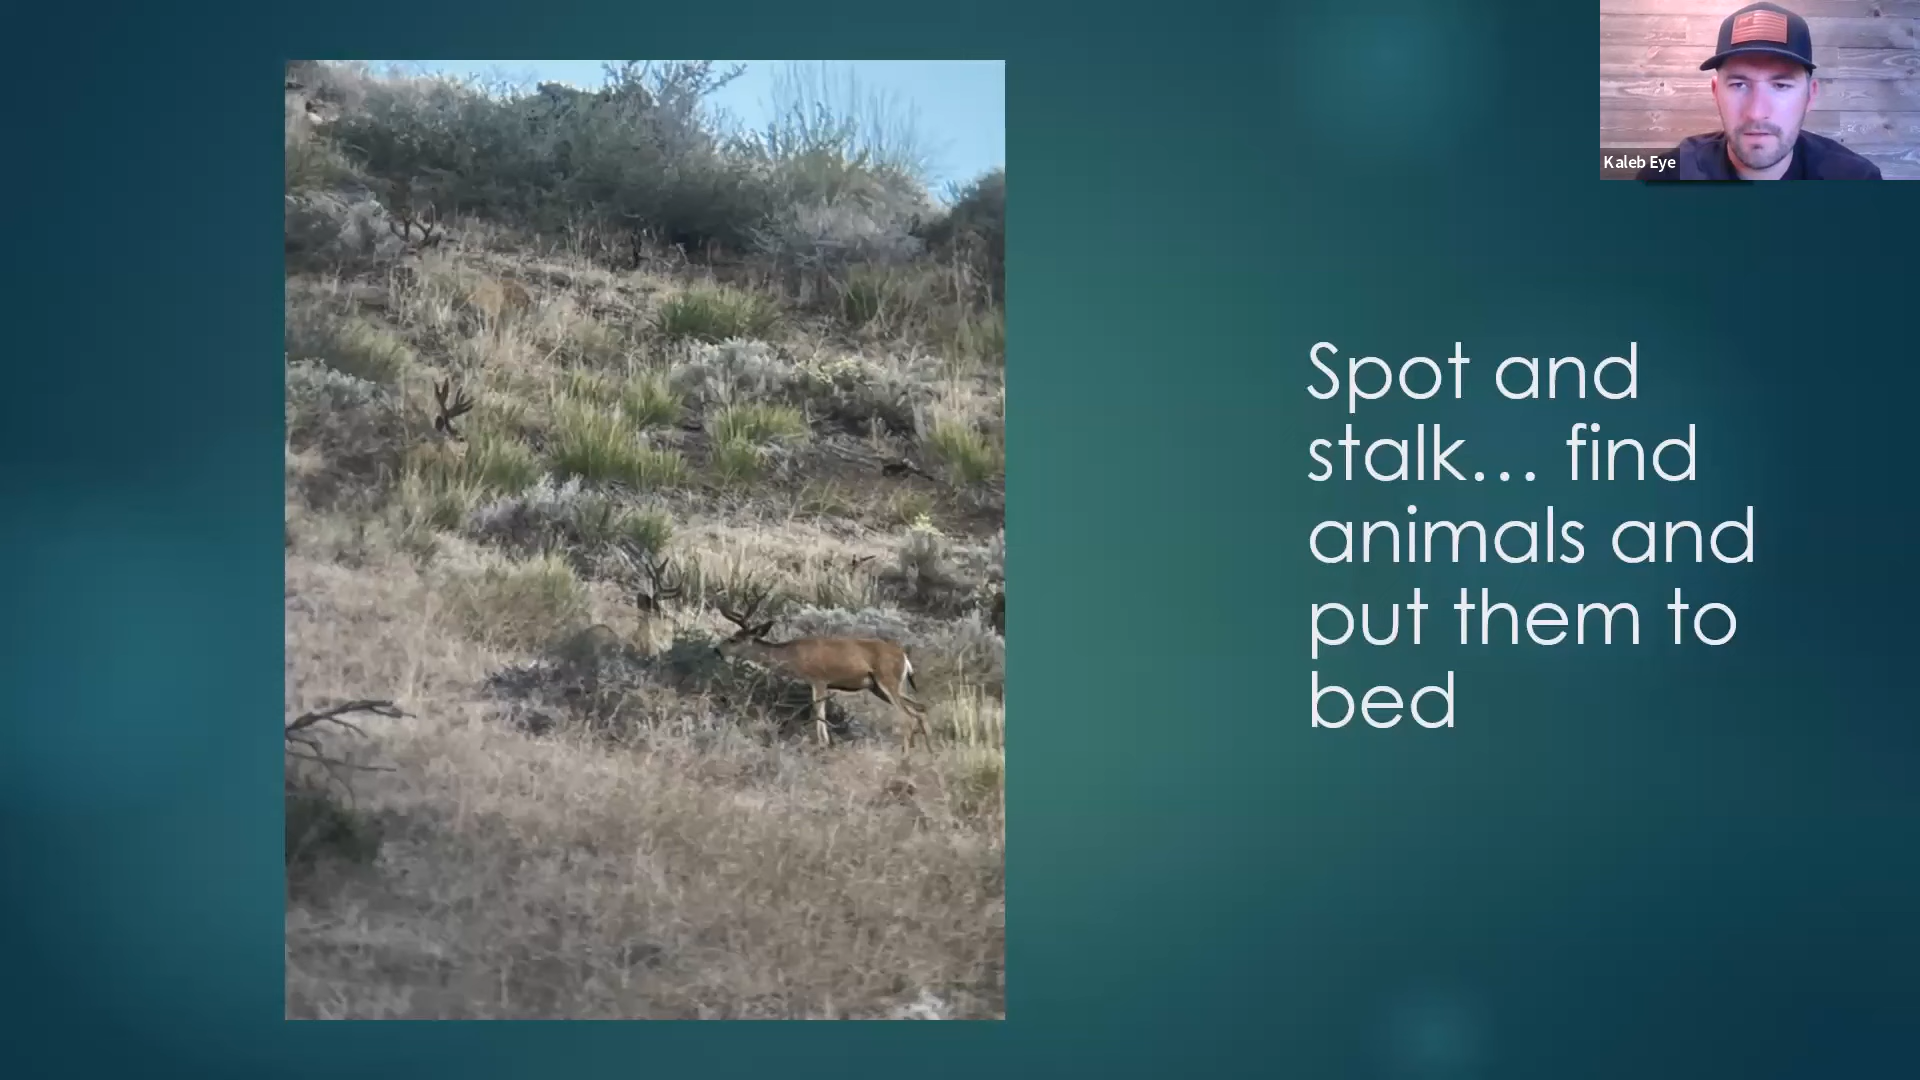 Kaleb Eye
Spot and
stalk… find
animals and
put them to
bed